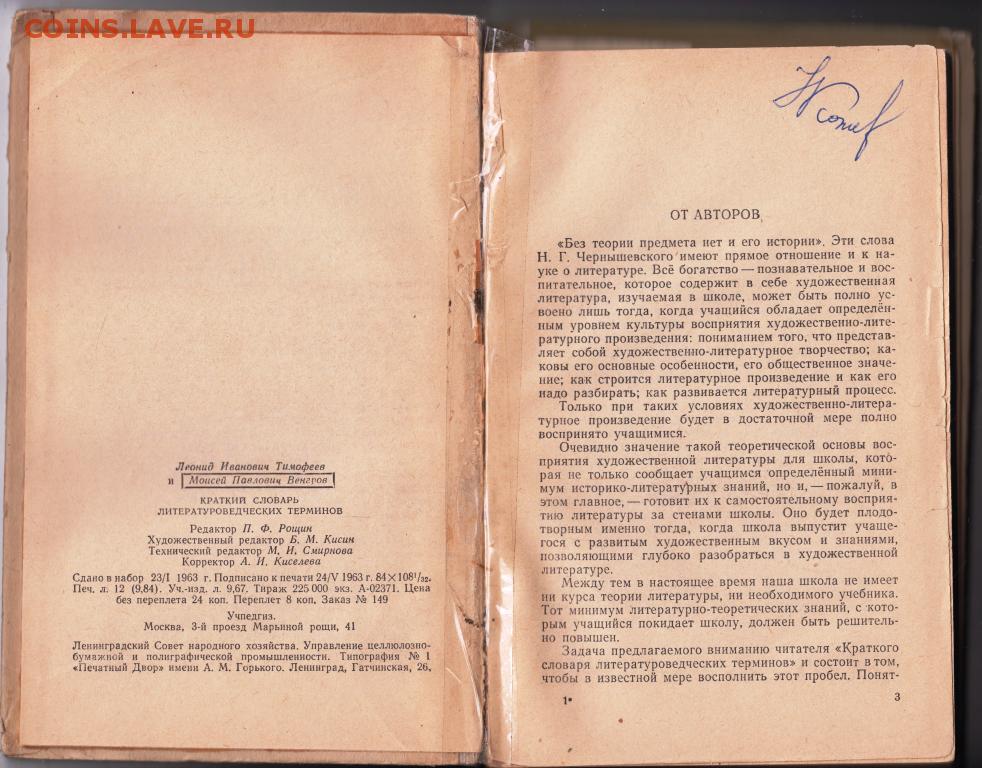 COINS.LAVE.RU
Леонид Иванович Тимофеев
и Моисей Павлович Венгров
КРАТКИЙ СЛОВАРЬ
ЛИТЕРАТУРОВЕДЧЕСКИХ ТЕРМИНОВ
Редактор П. Ф. Рощин
Художественный редактор Б. М. Кисин
Технический редактор М. И. Смирнова
Корректор А. И. Киселева
Сдано в набор 23/I 1963 г. Подписано к печати 24/V 1963 г. 84×108¹/₃₂.
Печ. л. 12 (9,84). Уч.-изд. л. 9,67. Тираж 225 000 экз. А-02371. Цена
без переплета 24 коп. Переплет 8 коп. Заказ № 149
Учпедгиз.
Москва, 3-й проезд Марьиной рощи, 41
Ленинградский Совет народного хозяйства. Управление целлюлозно-
бумажной и полиграфической промышленности. Типография № 1
«Печатный Двор» имени А. М. Горького. Ленинград, Гатчинская, 26.
ОТ АВТОРОВ
«Без теории предмета нет и его истории». Эти слова
Н. Г. Чернышевского имеют прямое отношение и к на-
уке о литературе. Всё богатство — познавательное и вос-
питательное, которое содержит в себе художественная
литература, изучаемая в школе, может быть полно ус-
воено лишь тогда, когда учащийся обладает определён-
ным уровнем культуры восприятия художественно-лите-
ратурного произведения: пониманием того, что представ-
ляет собой художественно-литературное творчество; ка-
ковы его основные особенности, его общественное значе-
ние; как строится литературное произведение и как его
надо разбирать; как развивается литературный процесс.
Только при таких условиях художественно-литера-
турное произведение будет в достаточной мере полно
воспринято учащимися.
Очевидно значение такой теоретической основы вос-
приятия художественной литературы для школы, кото-
рая не только сообщает учащимся определённый мини-
мум историко-литературных знаний, но и, — пожалуй, в
этом главное, — готовит их к самостоятельному восприя-
тию литературы за стенами школы. Оно будет плодо-
творным именно тогда, когда школа выпустит учаще-
гося с развитым художественным вкусом и знаниями,
позволяющими глубоко разобраться в художественной
литературе.
Между тем в настоящее время наша школа не имеет
ни курса теории литературы, ни необходимого учебника.
Тот минимум литературно-теоретических знаний, с кото-
рым учащийся покидает школу, должен быть решитель-
но повышен.
Задача предлагаемого вниманию читателя «Краткого
словаря литературоведческих терминов» и состоит в том,
чтобы в известной мере восполнить этот пробел. Понят-
1*
3